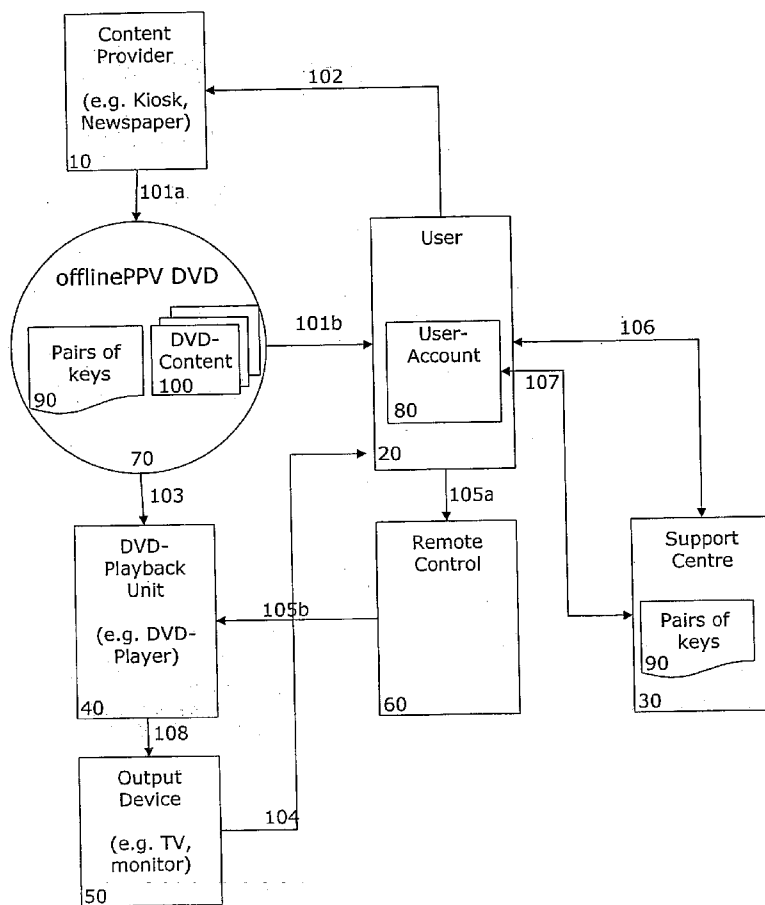 Content
Provider
(e.g. Kiosk,
Newspaper)
10
102
101a
offlinePPV DVD
Pairs of
keys
90
DVD-
Content
100
70
101b
User
User-
Account
80
20
106
107
103
105a
DVD-
Playback
Unit
(e.g. DVD-
Player)
40
105b
Remote
Control
60
Support
Centre
Pairs of
keys
90
30
108
Output
Device
(e.g. TV,
monitor)
50
104